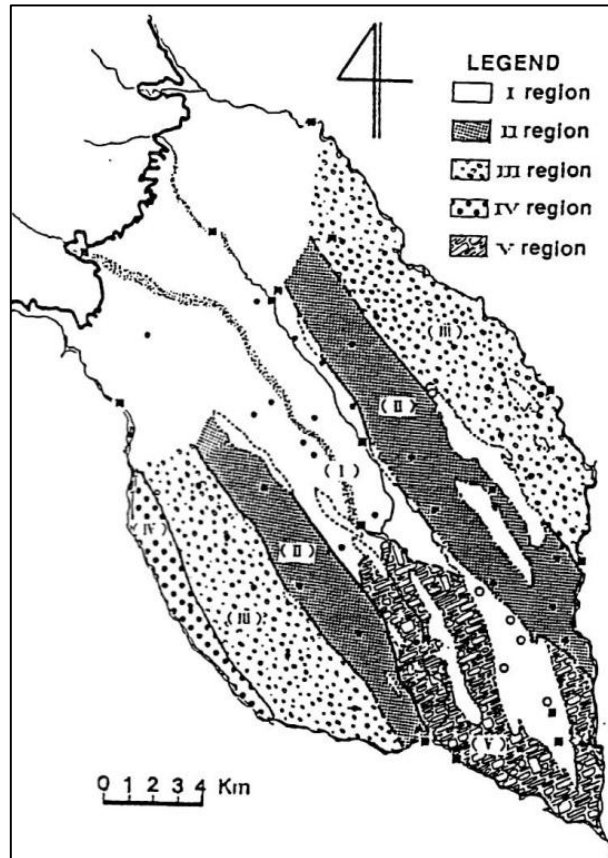 LEGEND
I region
II region
III region
IV region
V region
(III)
(II)
(I)
IV
(II)
(III)
(V)
0 1 2 3 4 Km